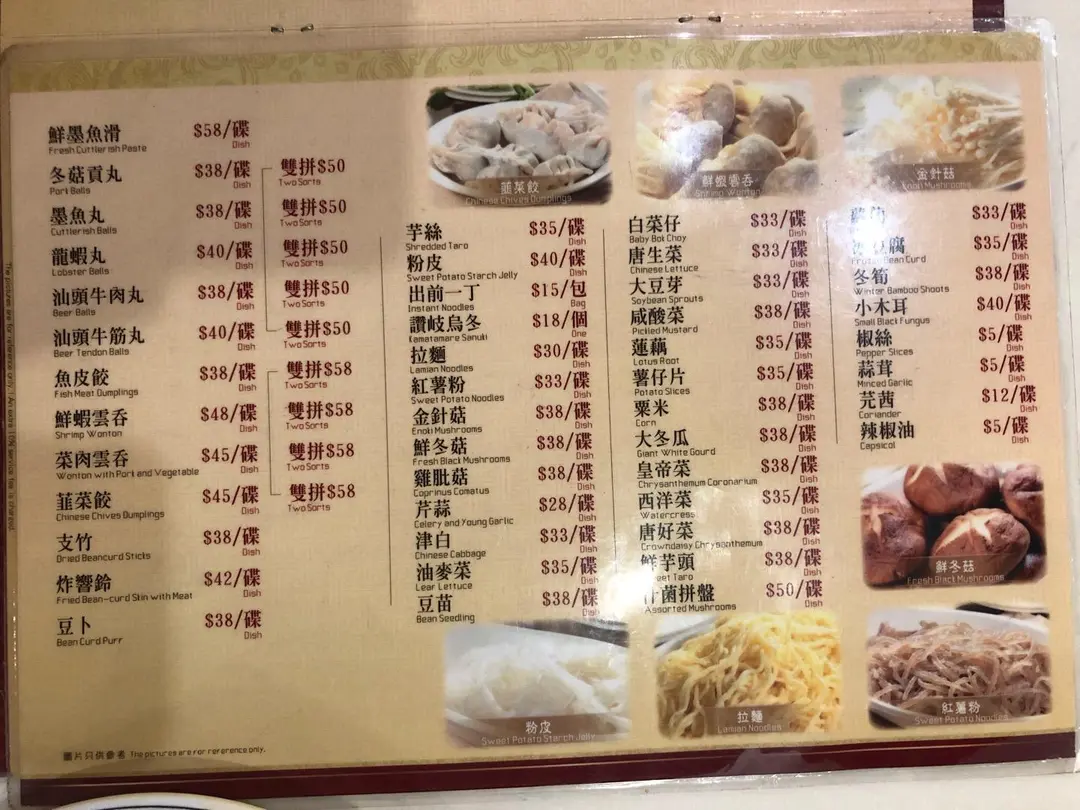 鮮墨魚滑 $58/碟
Fresh Cuttlerish Paste Dish
冬菇貢丸 $38/碟 雙拼$50
Pork Balls Dish Two Sorts
墨魚丸 $38/碟 雙拼$50
Cuttlerish Balls Dish Two Sorts
龍蝦丸 $40/碟 雙拼$50
Lobster Balls Dish Two Sorts
汕頭牛肉丸 $38/碟 雙拼$50
Beer Balls Dish Two Sorts
汕頭牛筋丸 $40/碟 雙拼$50
Beer Tendon Balls Dish Two Sorts
魚皮餃 $38/碟 雙拼$58
Fish Meat Dumplings Dish Two Sorts
鮮蝦雲呑 $48/碟 雙拼$58
Shrimp Wonton Dish Two Sorts
菜肉雲呑 $45/碟 雙拼$58
Wonton with Pork and Vegetable Dish Two Sorts
韮菜餃 $45/碟 雙拼$58
Chinese Chives Dumplings Dish Two Sorts
支竹 $38/碟
Dried Beancurd Sticks Dish
炸響鈴 $42/碟
Fried Bean-curd Skin with Meat Dish
豆卜 $38/碟
Bean Curd Purr Dish
韮菜餃
Chinese Chives Dumplings
芋絲 $35/碟
Shredded Taro Dish
粉皮 $40/碟
Sweet Potato Starch Jelly Dish
出前一丁 $15/包
Instant Noodles Bag
讚岐烏冬 $18/個
Kamatamare Sanuki One
拉麵 $30/碟
Lamian Noodles Dish
紅薯粉 $33/碟
Sweet Potato Noodles Dish
金針菇 $38/碟
Enoki Mushrooms Dish
鮮冬菇 $38/碟
Fresh Black Mushrooms Dish
雞肶菇 $38/碟
Coprinus Comatus Dish
芹蒜 $28/碟
Celery and Young Garlic Dish
津白 $33/碟
Chinese Cabbage Dish
油麥菜 $35/碟
Lear Lettuce Dish
豆苗 $38/碟
Bean Seedling Dish
粉皮
Sweet Potato Starch Jelly
鮮蝦雲呑
Shrimp Wonton
白菜仔 $33/碟
Baby Bok Choy Dish
唐生菜 $33/碟
Chinese Lettuce Dish
大豆芽 $33/碟
Soybean Sprouts Dish
咸酸菜 $38/碟
Pickled Mustard Dish
蓮藕 $35/碟
Lotus Root Dish
薯仔片 $35/碟
Potato Slices Dish
粟米 $38/碟
Corn Dish
大冬瓜 $38/碟
Giant White Gourd Dish
皇帝菜 $38/碟
Chrysanthemum Coronarium Dish
西洋菜 $35/碟
Watercress Dish
唐好菜 $38/碟
Crowndaisy Chrysanthemum Dish
鮮芋頭 $38/碟
Sweet Taro Dish
什菌拼盤 $50/碟
Assorted Mushrooms Dish
拉麵
Lamian Noodles
金針菇
Enoki Mushrooms
$33/碟
Dish
豆腐 $35/碟
Bean Curd Dish
冬筍 $38/碟
Winter Bamboo Shoots Dish
小木耳 $40/碟
Small Black Fungus Dish
椒絲 $5/碟
Pepper Slices Dish
蒜茸 $5/碟
Minced Garlic Dish
芫茜 $12/碟
Coriander Dish
辣椒油 $5/碟
Capsicol Dish
鮮冬菇
Fresh Black Mushrooms
紅薯粉
Sweet Potato Noodles
圖片只供參考 The pictures are for reference only.